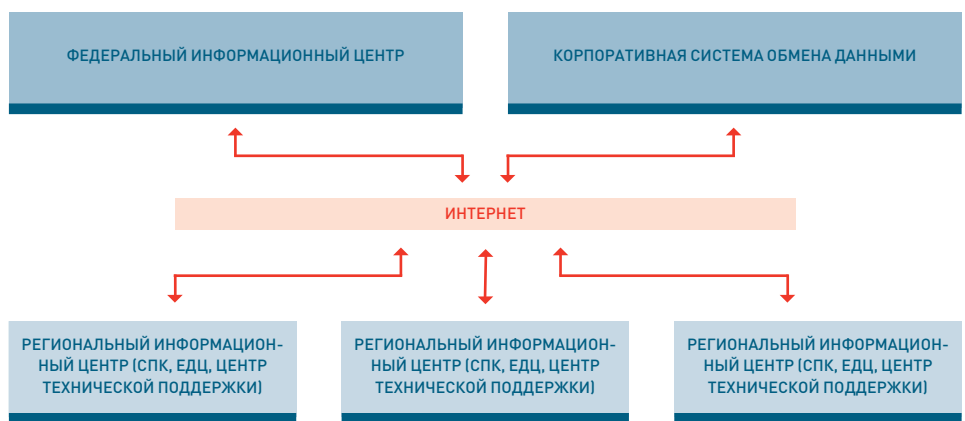 ФЕДЕРАЛЬНЫЙ ИНФОРМАЦИОННЫЙ ЦЕНТР
КОРПОРАТИВНАЯ СИСТЕМА ОБМЕНА ДАННЫМИ
ИНТЕРНЕТ
РЕГИОНАЛЬНЫЙ ИНФОРМАЦИОН-
НЫЙ ЦЕНТР (СПК, ЕДЦ, ЦЕНТР
ТЕХНИЧЕСКОЙ ПОДДЕРЖКИ)
РЕГИОНАЛЬНЫЙ ИНФОРМАЦИОН-
НЫЙ ЦЕНТР (СПК, ЕДЦ, ЦЕНТР
ТЕХНИЧЕСКОЙ ПОДДЕРЖКИ)
РЕГИОНАЛЬНЫЙ ИНФОРМАЦИОН-
НЫЙ ЦЕНТР (СПК, ЕДЦ, ЦЕНТР
ТЕХНИЧЕСКОЙ ПОДДЕРЖКИ)